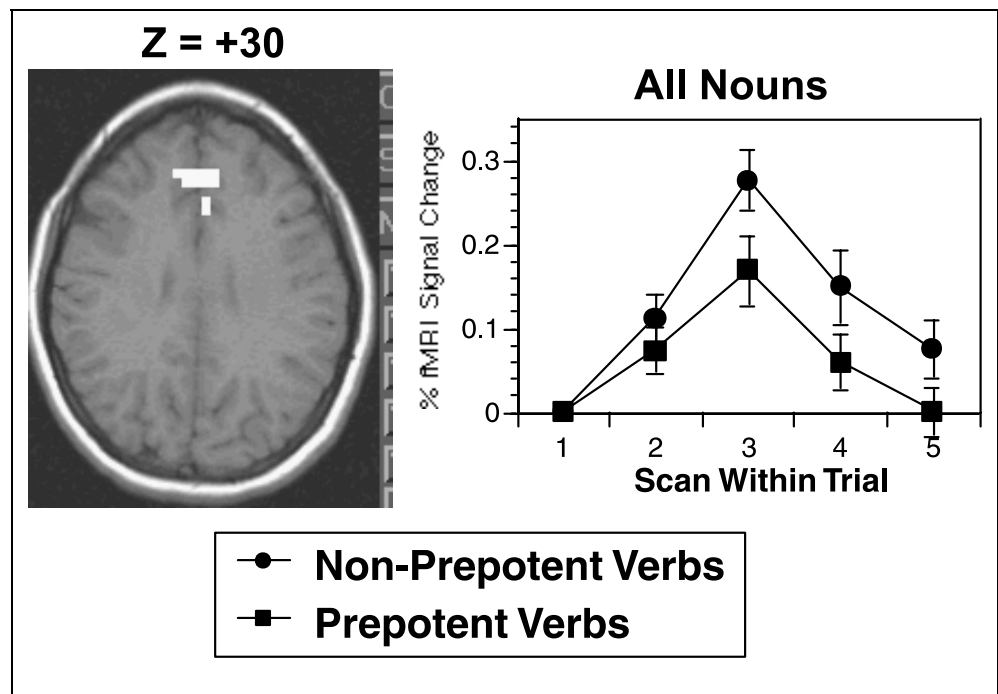 Z = +30
All Nouns
% fMRI Signal Change
0.3
0.2
0.1
0
1 2 3 4 5
Scan Within Trial
Non-Prepotent Verbs
Prepotent Verbs